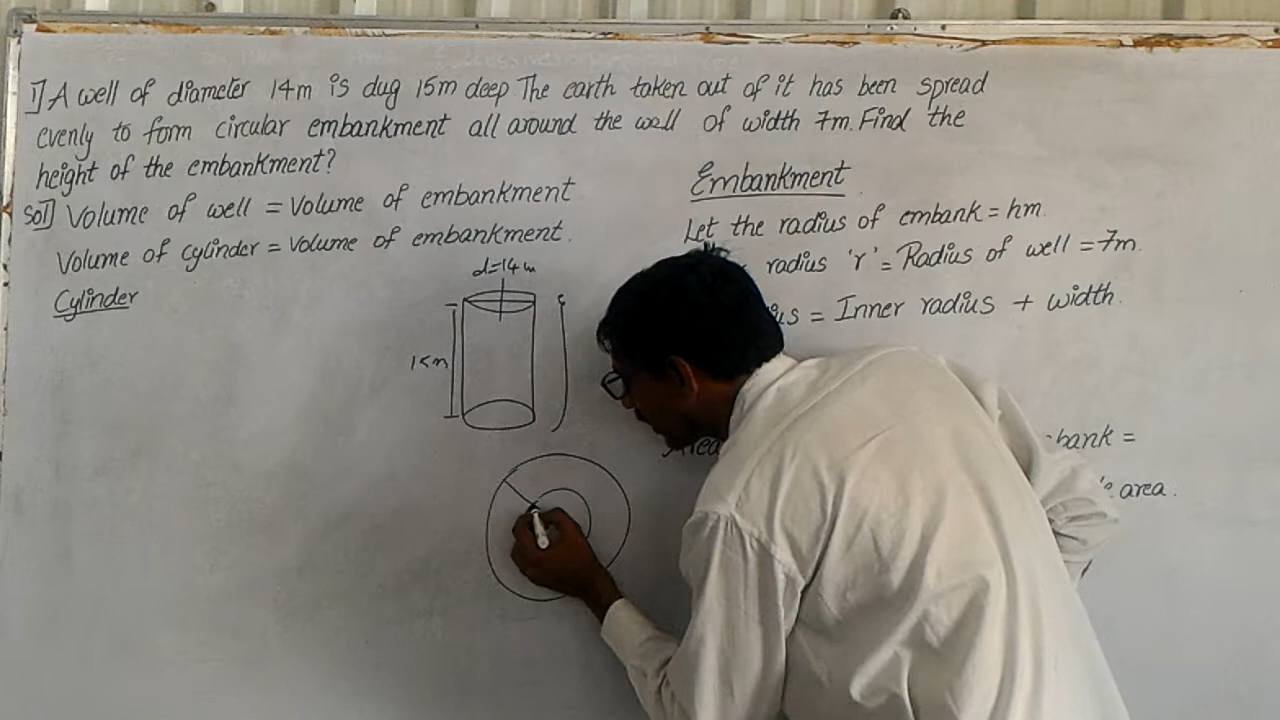 1] A well of diameter 14m is dug 15m deep The earth taken out of it has been spread
evenly to form circular embankment all around the wall of width 7m. Find the
height of the embankment?
Sol] Volume of well = Volume of embankment
Volume of cylinder = Volume of embankment.
Cylinder
d=14m
15m
Embankment
Let the radius of embank = hm.
radius 'r' = Radius of well = 7m.
= Inner radius + width.
Area
bank =
area.